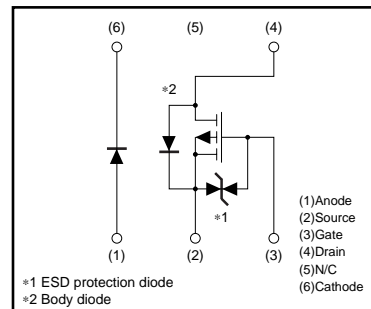 (6) (5) (4)
∗2
∗1
(1) (2) (3)
(1)Anode
(2)Source
(3)Gate
(4)Drain
(5)N/C
(6)Cathode
∗1 ESD protection diode
∗2 Body diode